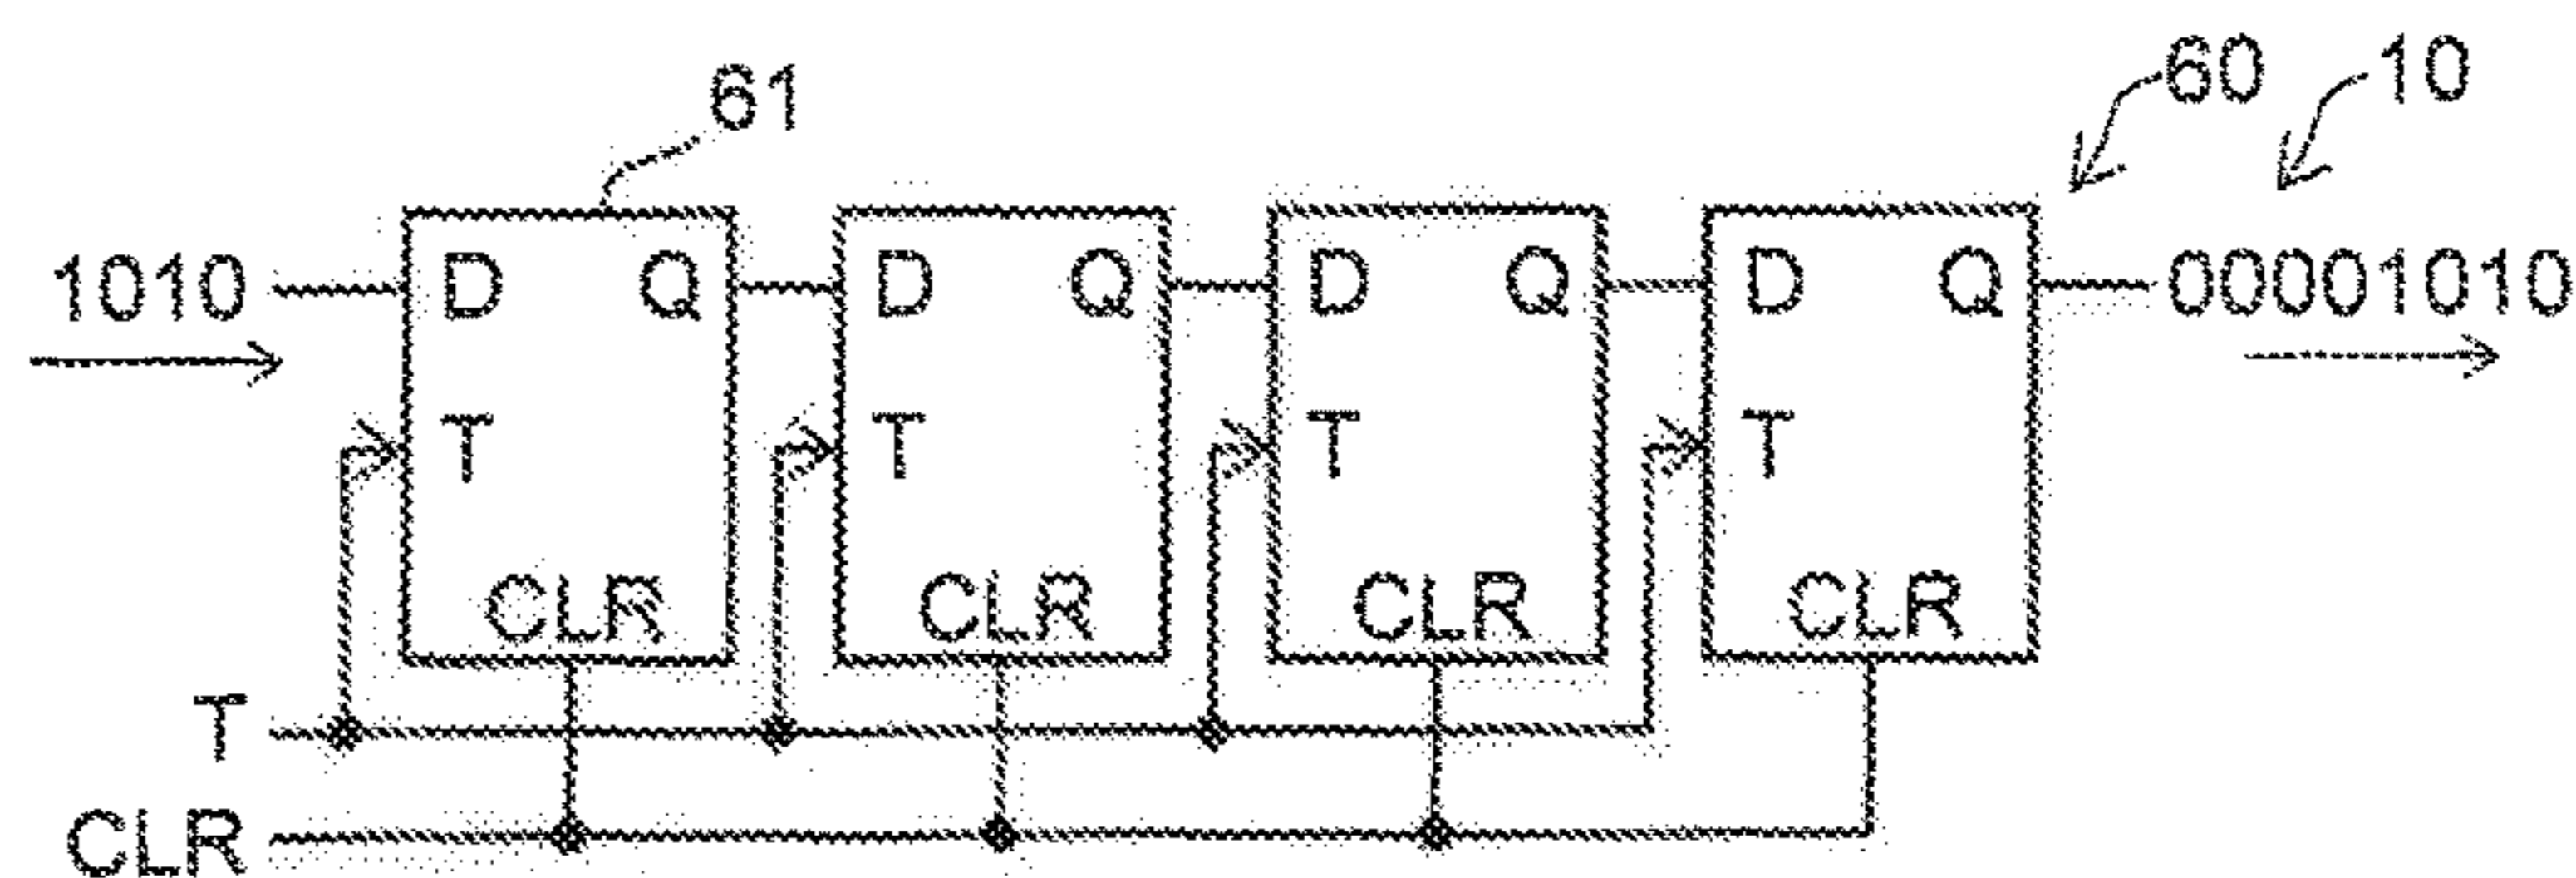 61
60 10
1010 D Q D Q D Q D Q 00001010
T T T T
CLR CLR CLR CLR
T
CLR